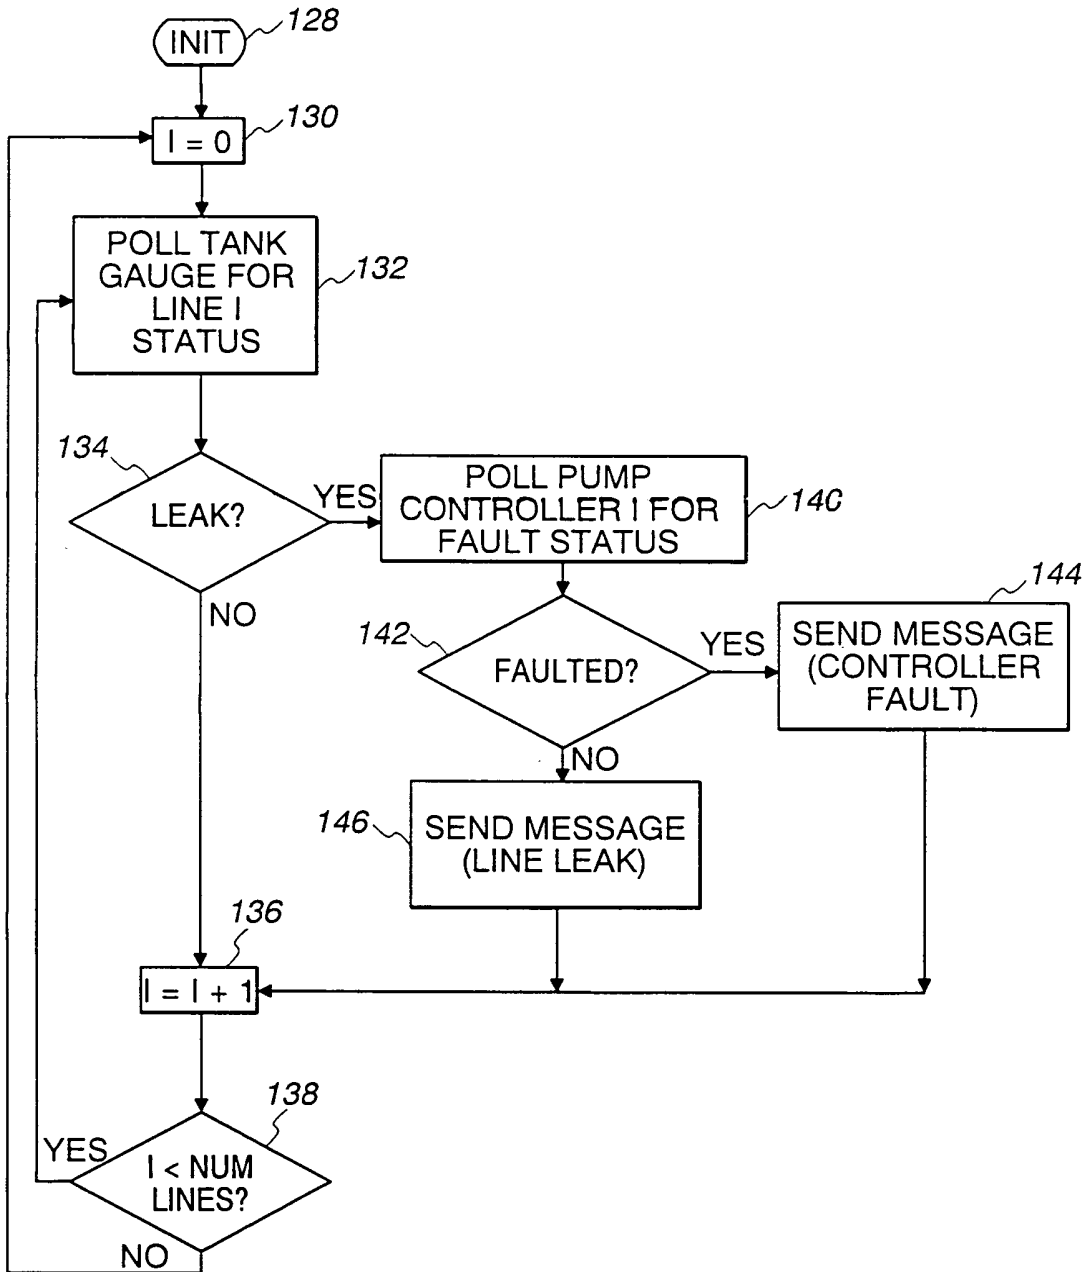 INIT
128
I = 0
130
POLL TANK
GAUGE FOR
LINE I
STATUS
132
134
LEAK?
YES
NO
POLL PUMP
CONTROLLER I FOR
FAULT STATUS
140
142
FAULTED?
YES
NO
144
SEND MESSAGE
(CONTROLLER
FAULT)
146
SEND MESSAGE
(LINE LEAK)
136
I = I + 1
138
I < NUM
LINES?
YES
NO